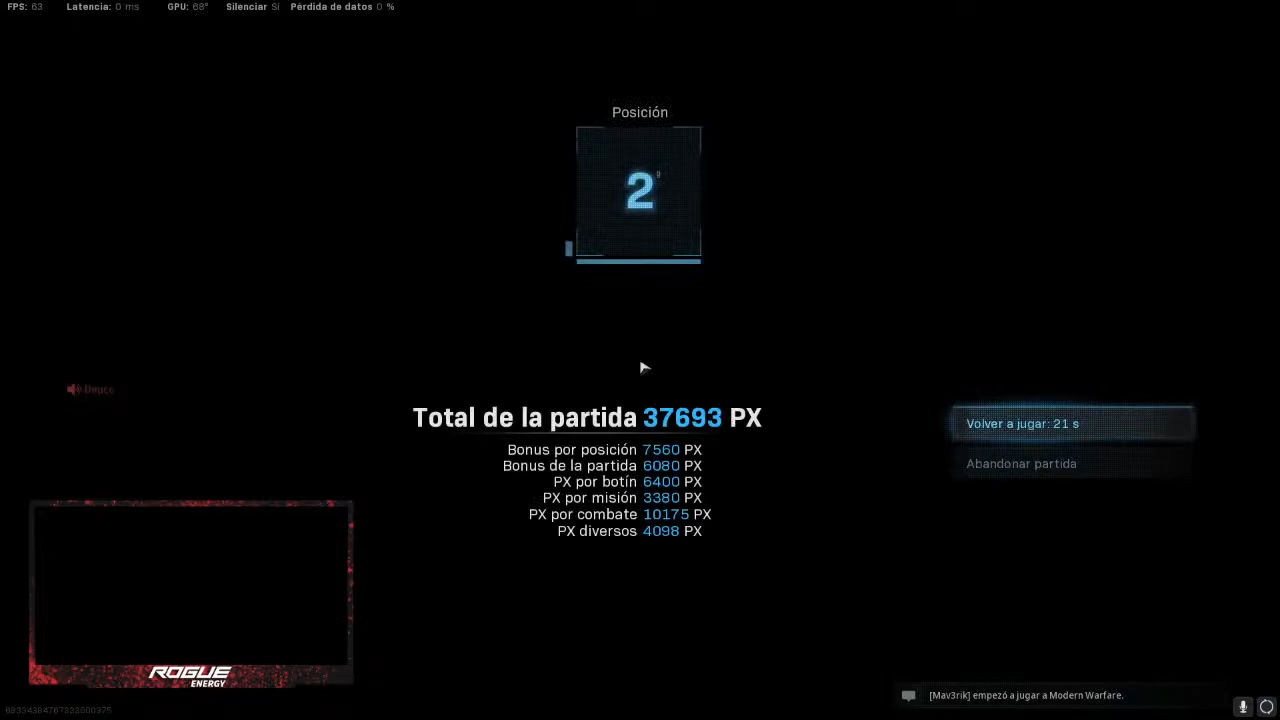 FPS: 63 Latencia: 0 ms GPU: 68° Silenciar Sí Pérdida de datos 0 %
Posición
2º
Deuce
Total de la partida 37693 PX
Bonus por posición 7560 PX
Bonus de la partida 6080 PX
PX por botín 6400 PX
PX por misión 3380 PX
PX por combate 10175 PX
PX diversos 4098 PX
Volver a jugar: 21 s
Abandonar partida
ROGUE
ENERGY
[Mav3rik] empezó a jugar a Modern Warfare.